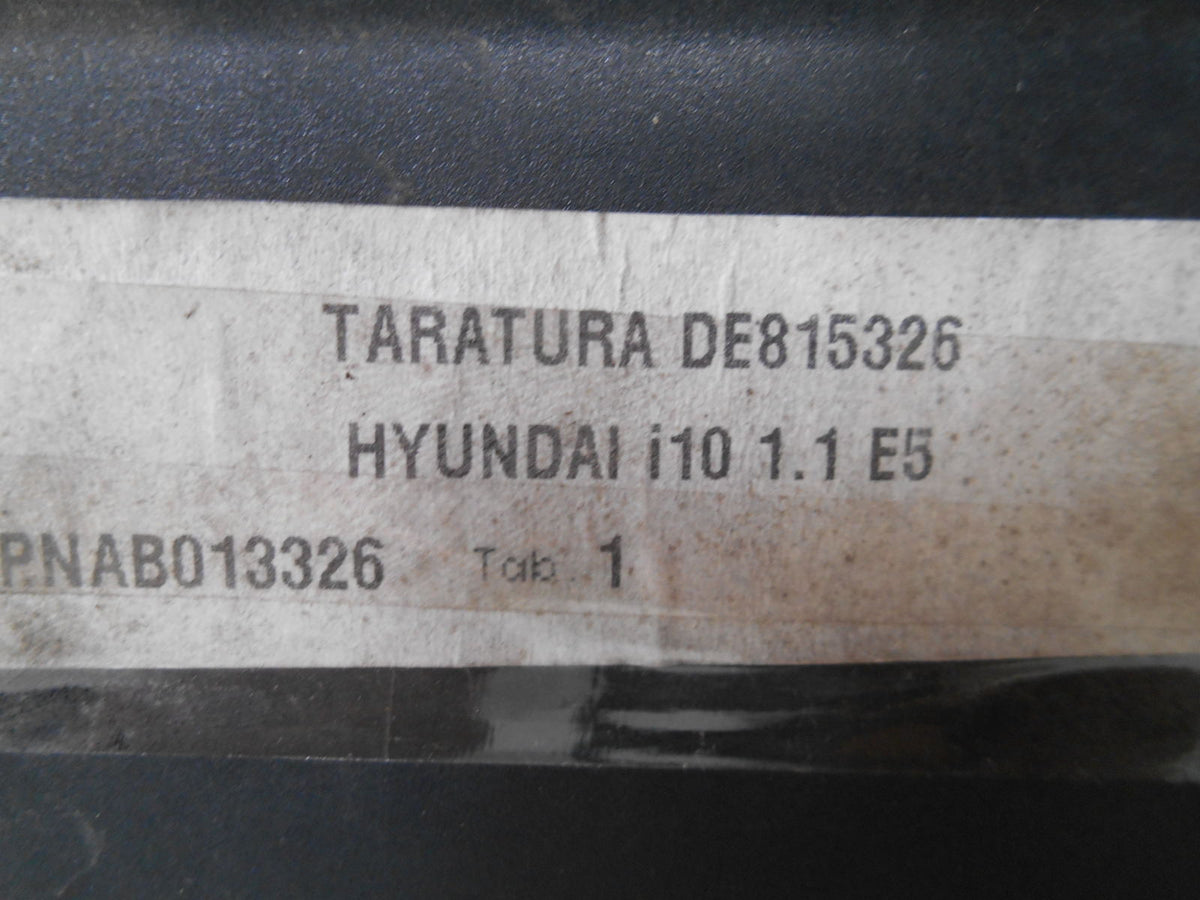 TARATURA DE815326
HYUNDAI i10 1.1 E5
PNAB013326 Tab. 1